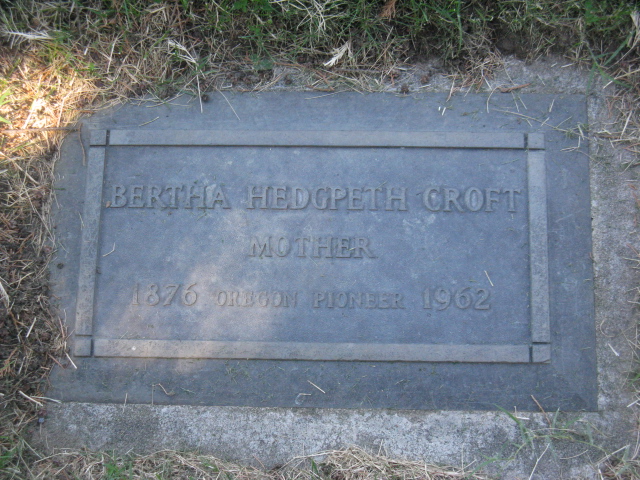 BERTHA HEDGPETH CROFT
MOTHER
1876 OREGON PIONEER 1962